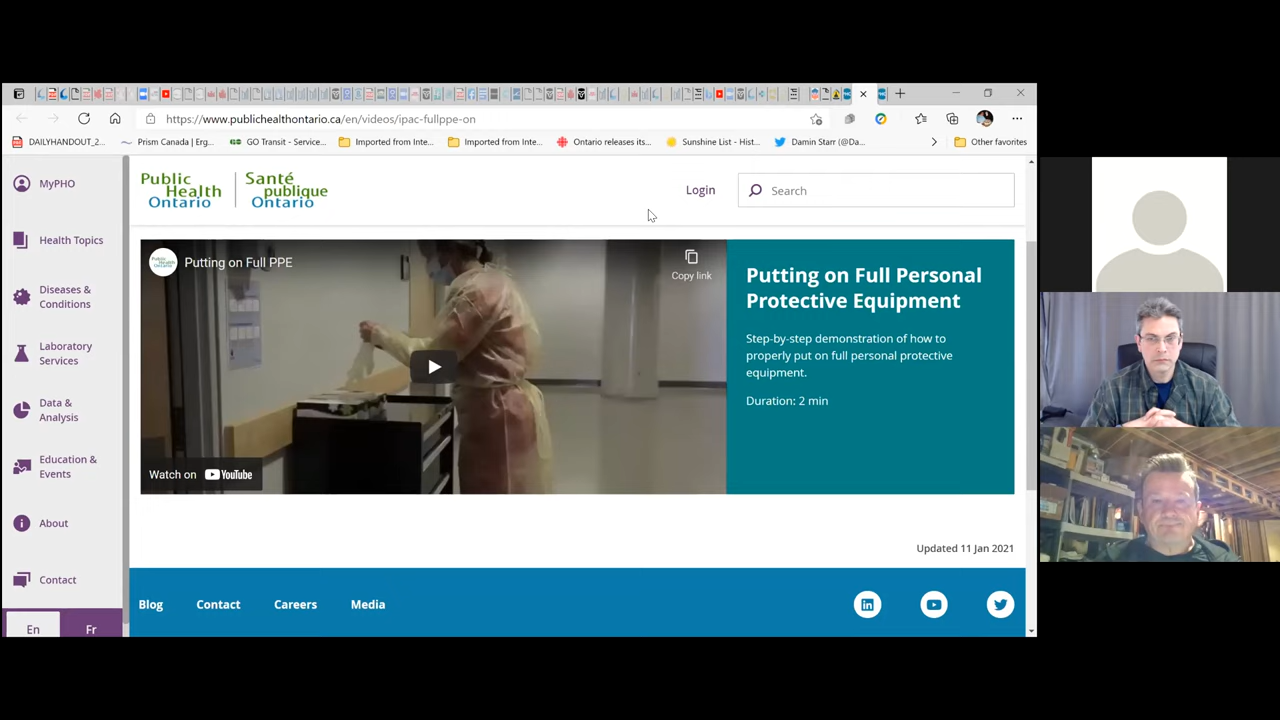 https://www.publichealthontario.ca/en/videos/ipac-fullppe-on
DAILYHANDOUT_2...
Prism Canada | Erg...
GO Transit - Service...
Imported from Inte...
Imported from Inte...
Ontario releases its...
Sunshine List - Hist...
Damin Starr (@Da...
Other favorites
MyPHO
Health Topics
Diseases &
Conditions
Laboratory
Services
Data &
Analysis
Education &
Events
About
Contact
En
Fr
Public
Health
Ontario
Santé
publique
Ontario
Login
Search
Public
Health
Ontario
Putting on Full PPE
Copy link
Watch on YouTube
Putting on Full Personal
Protective Equipment
Step-by-step demonstration of how to
properly put on full personal protective
equipment.
Duration: 2 min
Updated 11 Jan 2021
Blog
Contact
Careers
Media